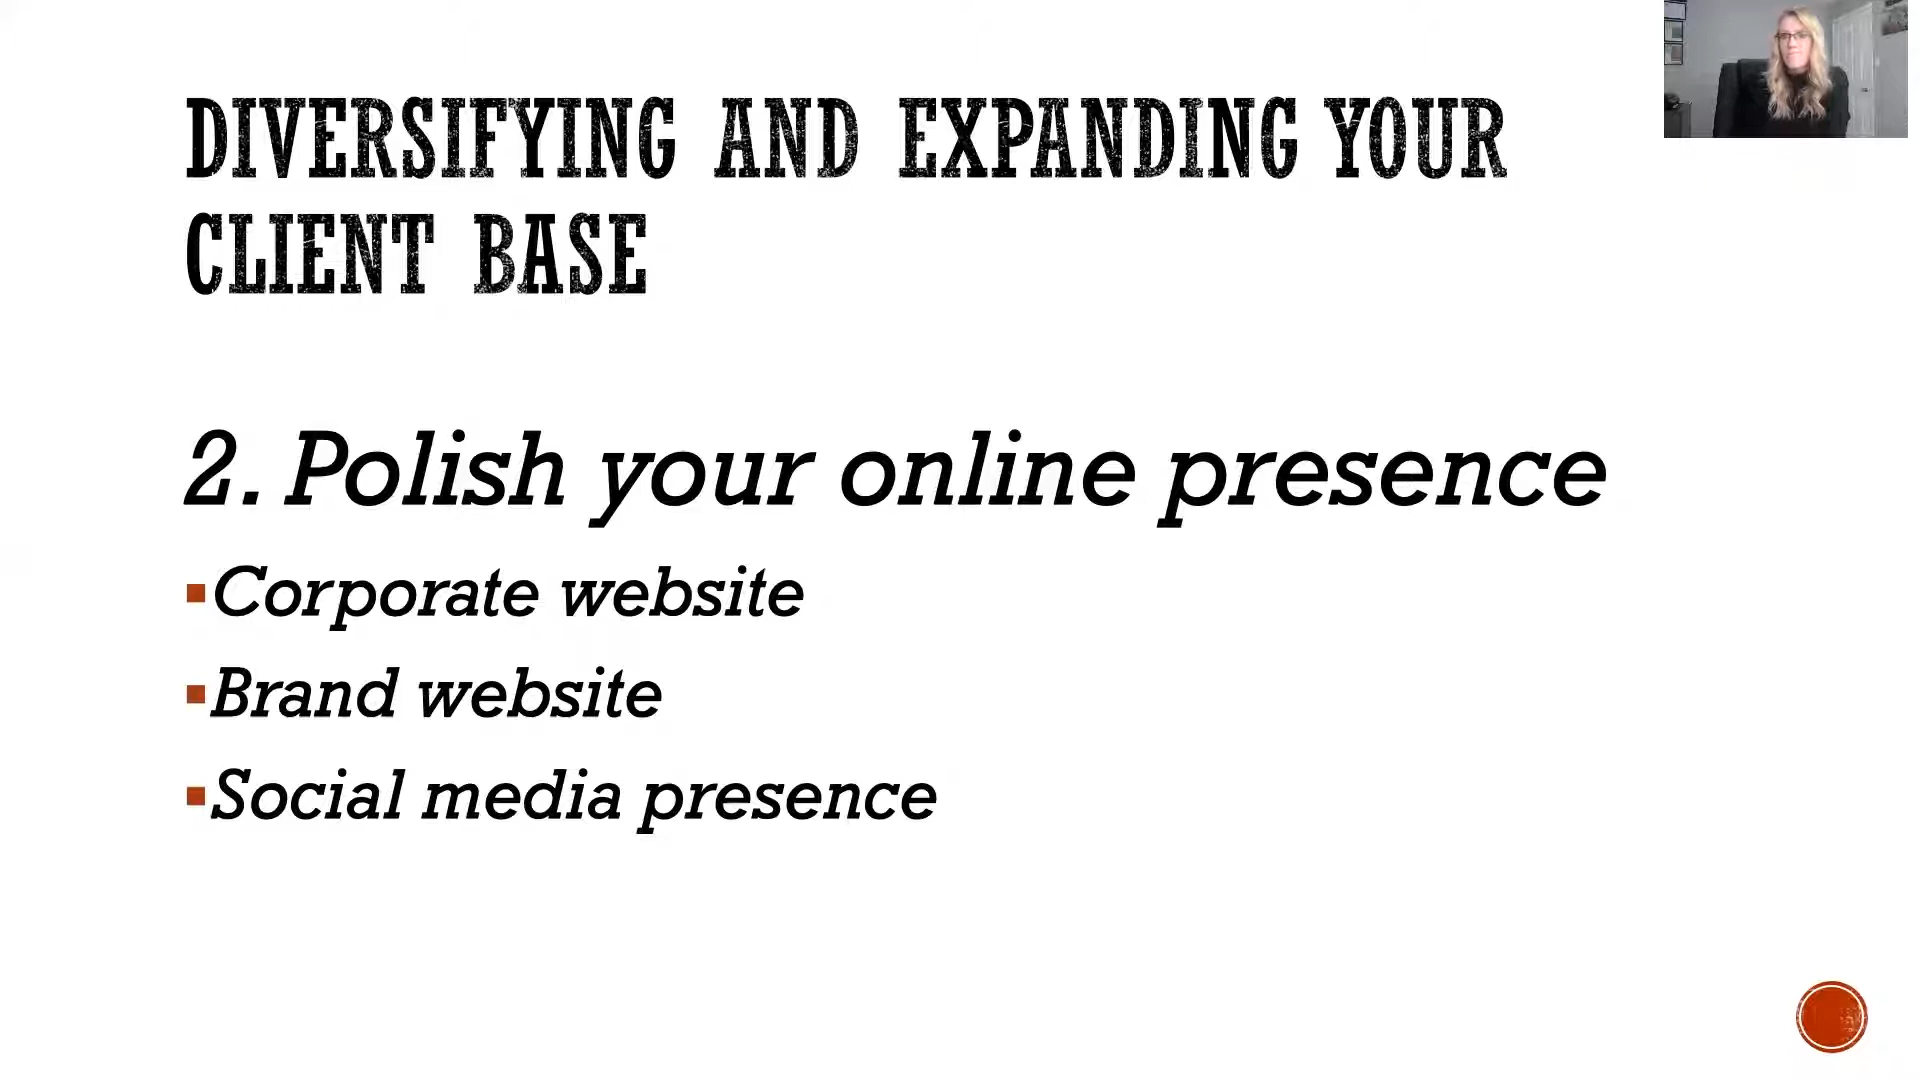 DIVERSIFYING AND EXPANDING YOUR
CLIENT BASE
2. Polish your online presence
▪Corporate website
▪Brand website
▪Social media presence